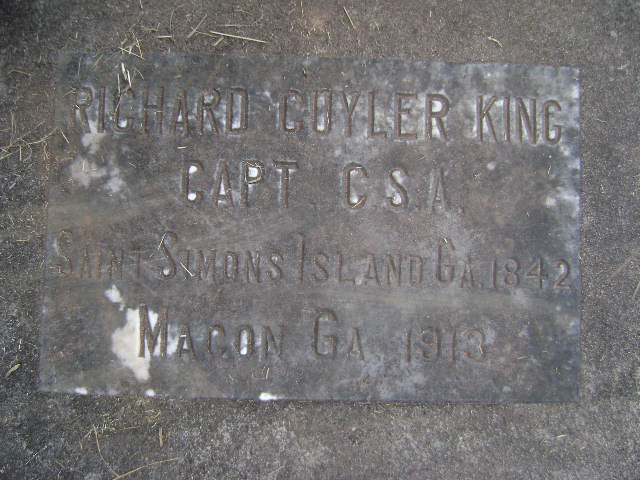 RICHARD CUYLER KING
CAPT C.S.A.
SAINT SIMONS ISLAND GA. 1842
MACON GA 1913